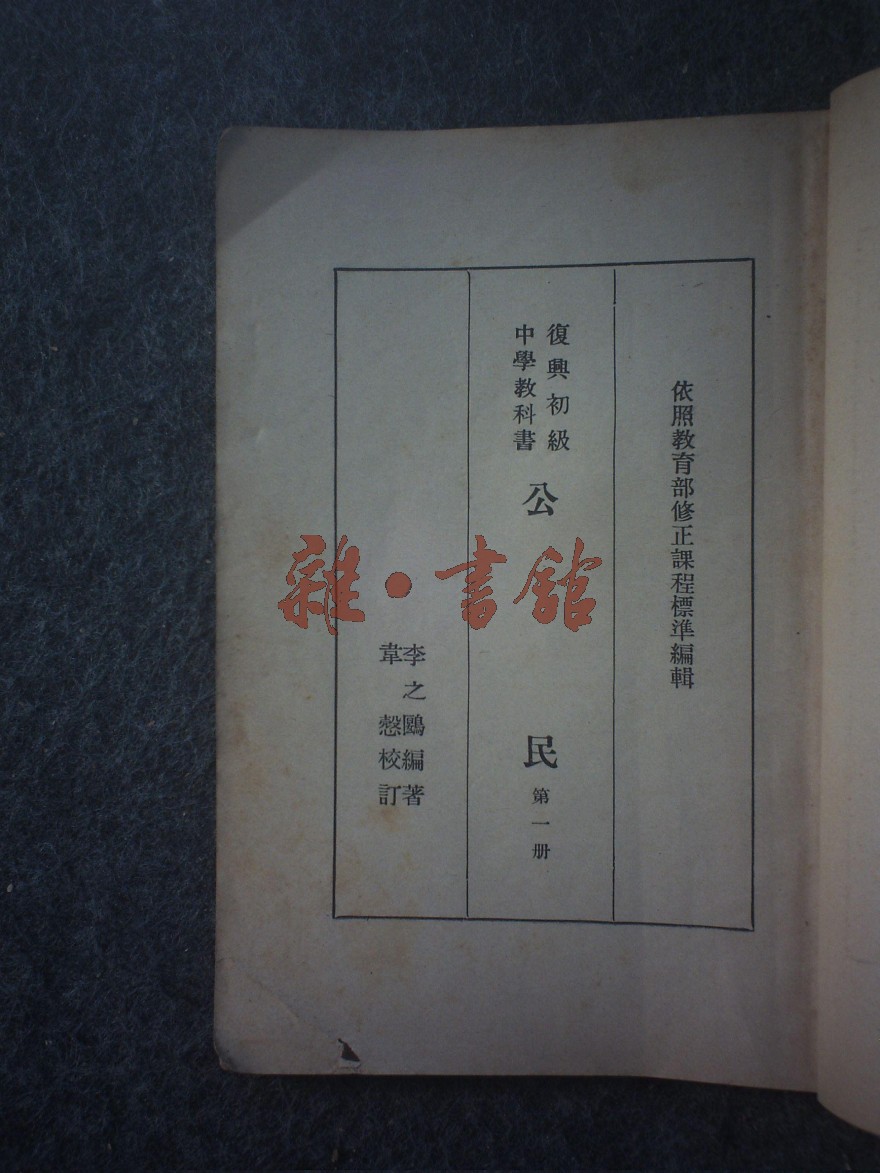 依照教育部修正課程標準編輯
復興初級
中學教科書
公民
第一册
李之鷗編著
韋慤校訂
雜·書館